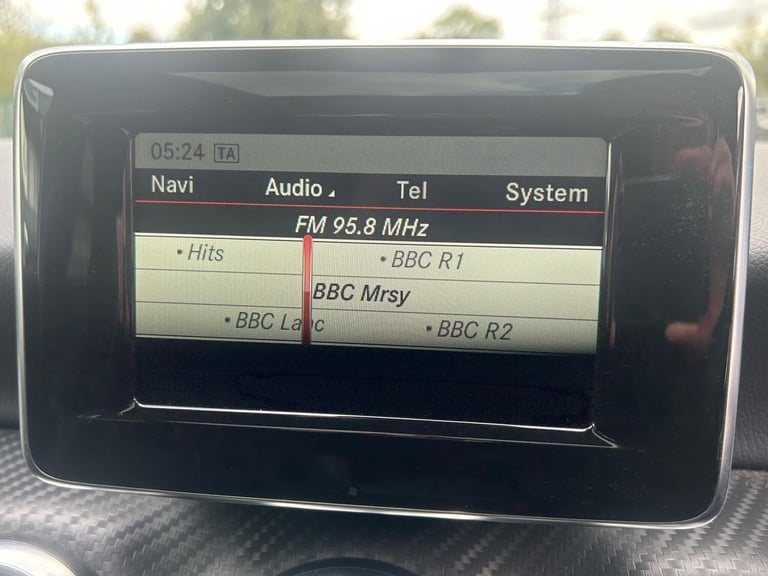 05:24 TA
Navi Audio Tel System
FM 95.8 MHz
• Hits • BBC R1
BBC Mrsy
• BBC Lanc • BBC R2